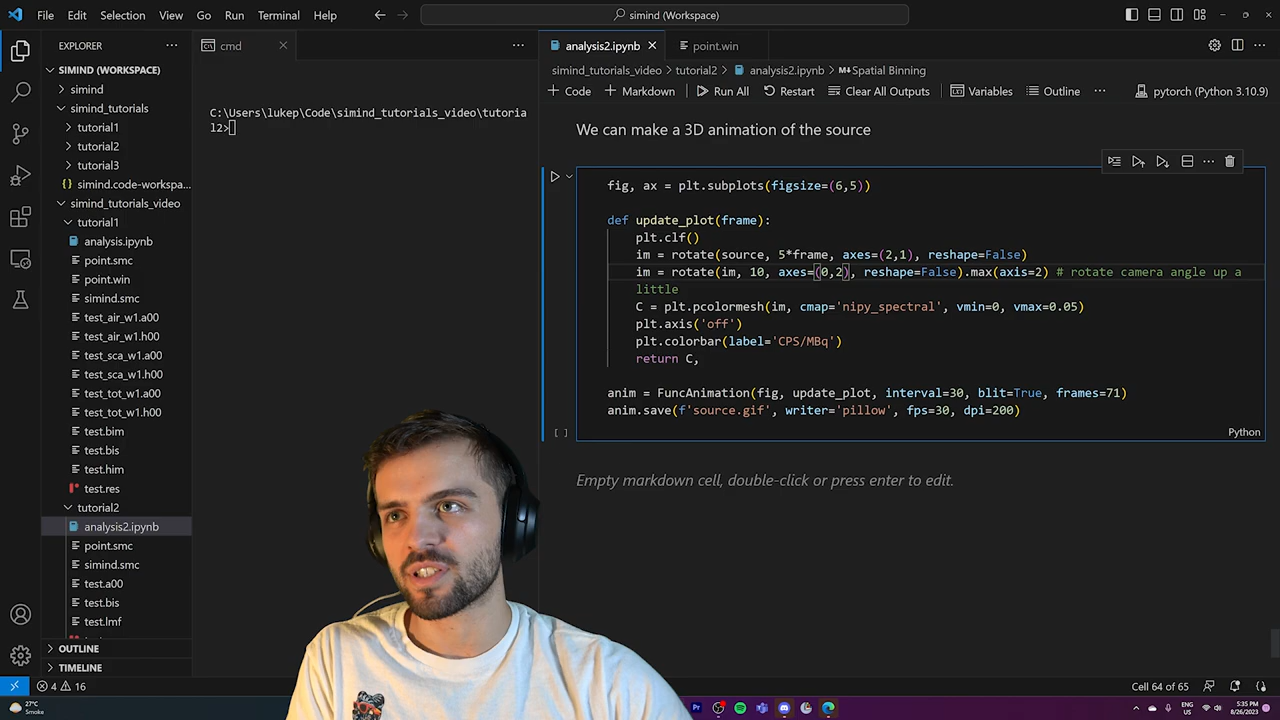 File Edit Selection View Go Run Terminal Help
simind (Workspace)
EXPLORER
SIMIND (WORKSPACE)
simind
simind_tutorials
tutorial1
tutorial2
tutorial3
simind.code-workspa...
simind_tutorials_video
tutorial1
analysis.ipynb
point.smc
point.win
simind.smc
test_air_w1.a00
test_air_w1.h00
test_sca_w1.a00
test_sca_w1.h00
test_tot_w1.a00
test_tot_w1.h00
test.bim
test.bis
test.him
test.res
tutorial2
analysis2.ipynb
point.smc
simind.smc
test.a00
test.bis
test.lmf
OUTLINE
TIMELINE
cmd
C:\Users\lukep\Code\simind_tutorials_video\tutoria
l2>
analysis2.ipynb
point.win
simind_tutorials_video > tutorial2 > analysis2.ipynb > M↓Spatial Binning
+ Code + Markdown Run All Restart Clear All Outputs Variables Outline ... pytorch (Python 3.10.9)
We can make a 3D animation of the source
fig, ax = plt.subplots(figsize=(6,5))
def update_plot(frame):
plt.clf()
im = rotate(source, 5*frame, axes=(2,1), reshape=False)
im = rotate(im, 10, axes=(0,2), reshape=False).max(axis=2) # rotate camera angle up a
little
C = plt.pcolormesh(im, cmap='nipy_spectral', vmin=0, vmax=0.05)
plt.axis('off')
plt.colorbar(label='CPS/MBq')
return C,
anim = FuncAnimation(fig, update_plot, interval=30, blit=True, frames=71)
anim.save(f'source.gif', writer='pillow', fps=30, dpi=200)
[ ]
Python
Empty markdown cell, double-click or press enter to edit.
4 16
Cell 64 of 65
27°C
Smoke
ENG
US
5:35 PM
8/26/2023